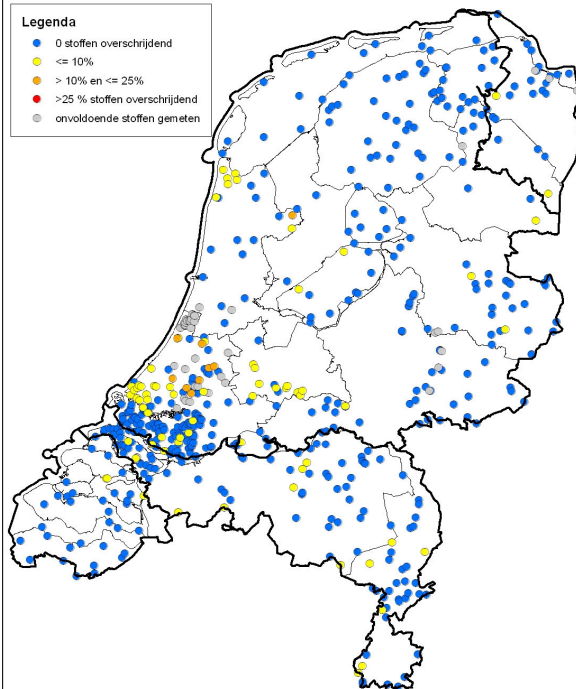 Legenda
0 stoffen overschrijdend
<= 10%
> 10% en <= 25%
>25 % stoffen overschrijdend
onvoldoende stoffen gemeten